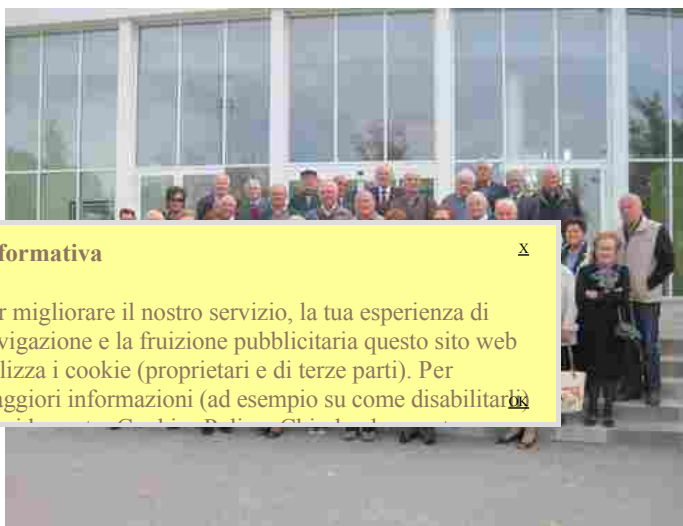 formativa
x
r migliorare il nostro servizio, la tua esperienza di
vigazione e la fruizione pubblicitaria questo sito web
lizza i cookie (proprietari e di terze parti). Per
aggiori informazioni (ad esempio su come disabilitarli)
OK